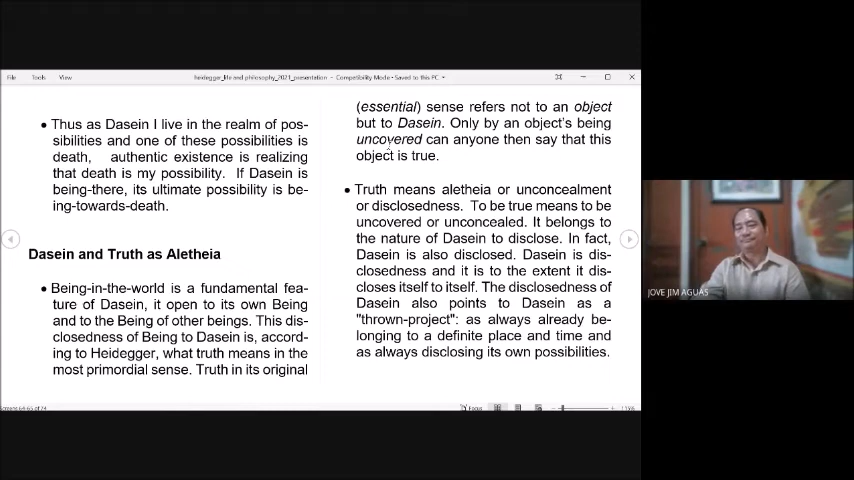 File Tools View heidegger_life and philosophy_2021_presentation - Compatibility Mode • Saved to this PC
• Thus as Dasein I live in the realm of pos-
sibilities and one of these possibilities is
death, authentic existence is realizing
that death is my possibility. If Dasein is
being-there, its ultimate possibility is be-
ing-towards-death.
Dasein and Truth as Aletheia
• Being-in-the-world is a fundamental fea-
ture of Dasein, it open to its own Being
and to the Being of other beings. This dis-
closedness of Being to Dasein is, accord-
ing to Heidegger, what truth means in the
most primordial sense. Truth in its original
(essential) sense refers not to an object
but to Dasein. Only by an object's being
uncovered can anyone then say that this
object is true.
• Truth means aletheia or unconcealment
or disclosedness. To be true means to be
uncovered or unconcealed. It belongs to
the nature of Dasein to disclose. In fact,
Dasein is also disclosed. Dasein is dis-
closedness and it is to the extent it dis-
closes itself to itself. The disclosedness of
Dasein also points to Dasein as a
"thrown-project": as always already be-
longing to a definite place and time and
as always disclosing its own possibilities.
JOVE JIM AGUAS
Focus